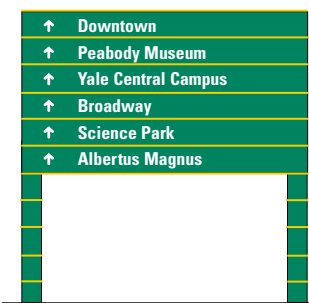 ↑ Downtown
↑ Peabody Museum
↑ Yale Central Campus
↑ Broadway
↑ Science Park
↑ Albertus Magnus